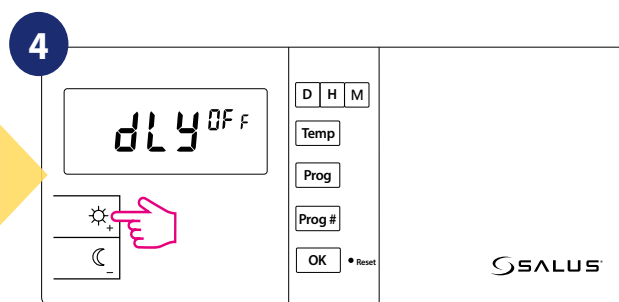 4
dLY OFF
D H M
Temp
Prog
Prog #
+
OK
Reset
−
SALUS